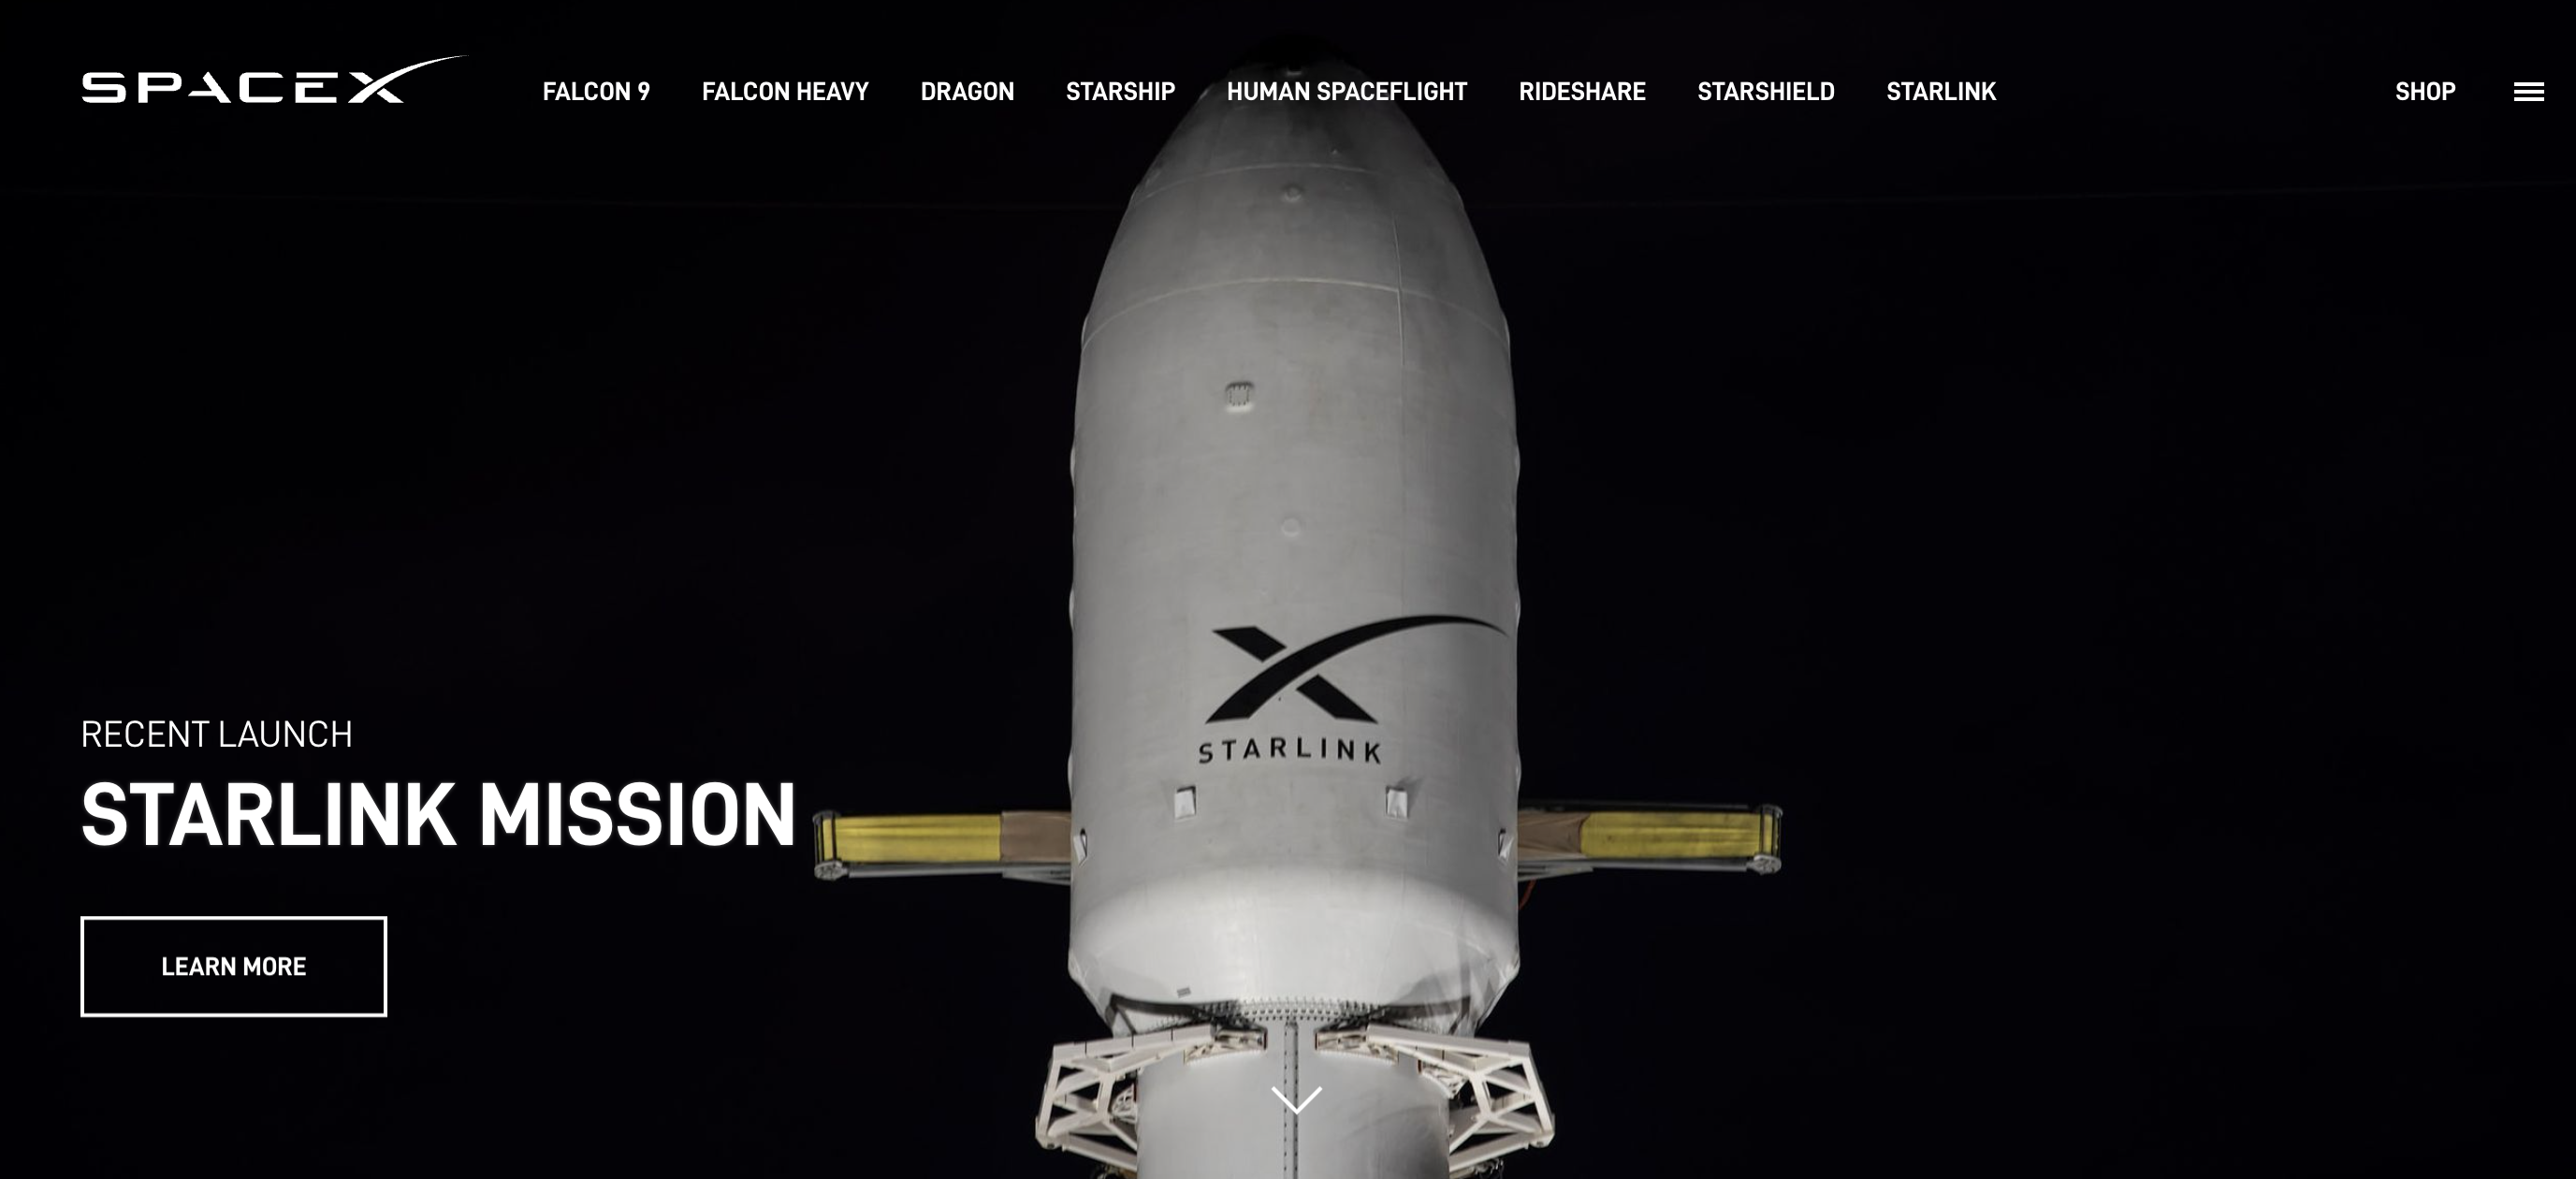 SPACEX
FALCON 9 FALCON HEAVY DRAGON STARSHIP HUMAN SPACEFLIGHT RIDESHARE STARSHIELD STARLINK SHOP
STARLINK
RECENT LAUNCH
STARLINK MISSION
LEARN MORE